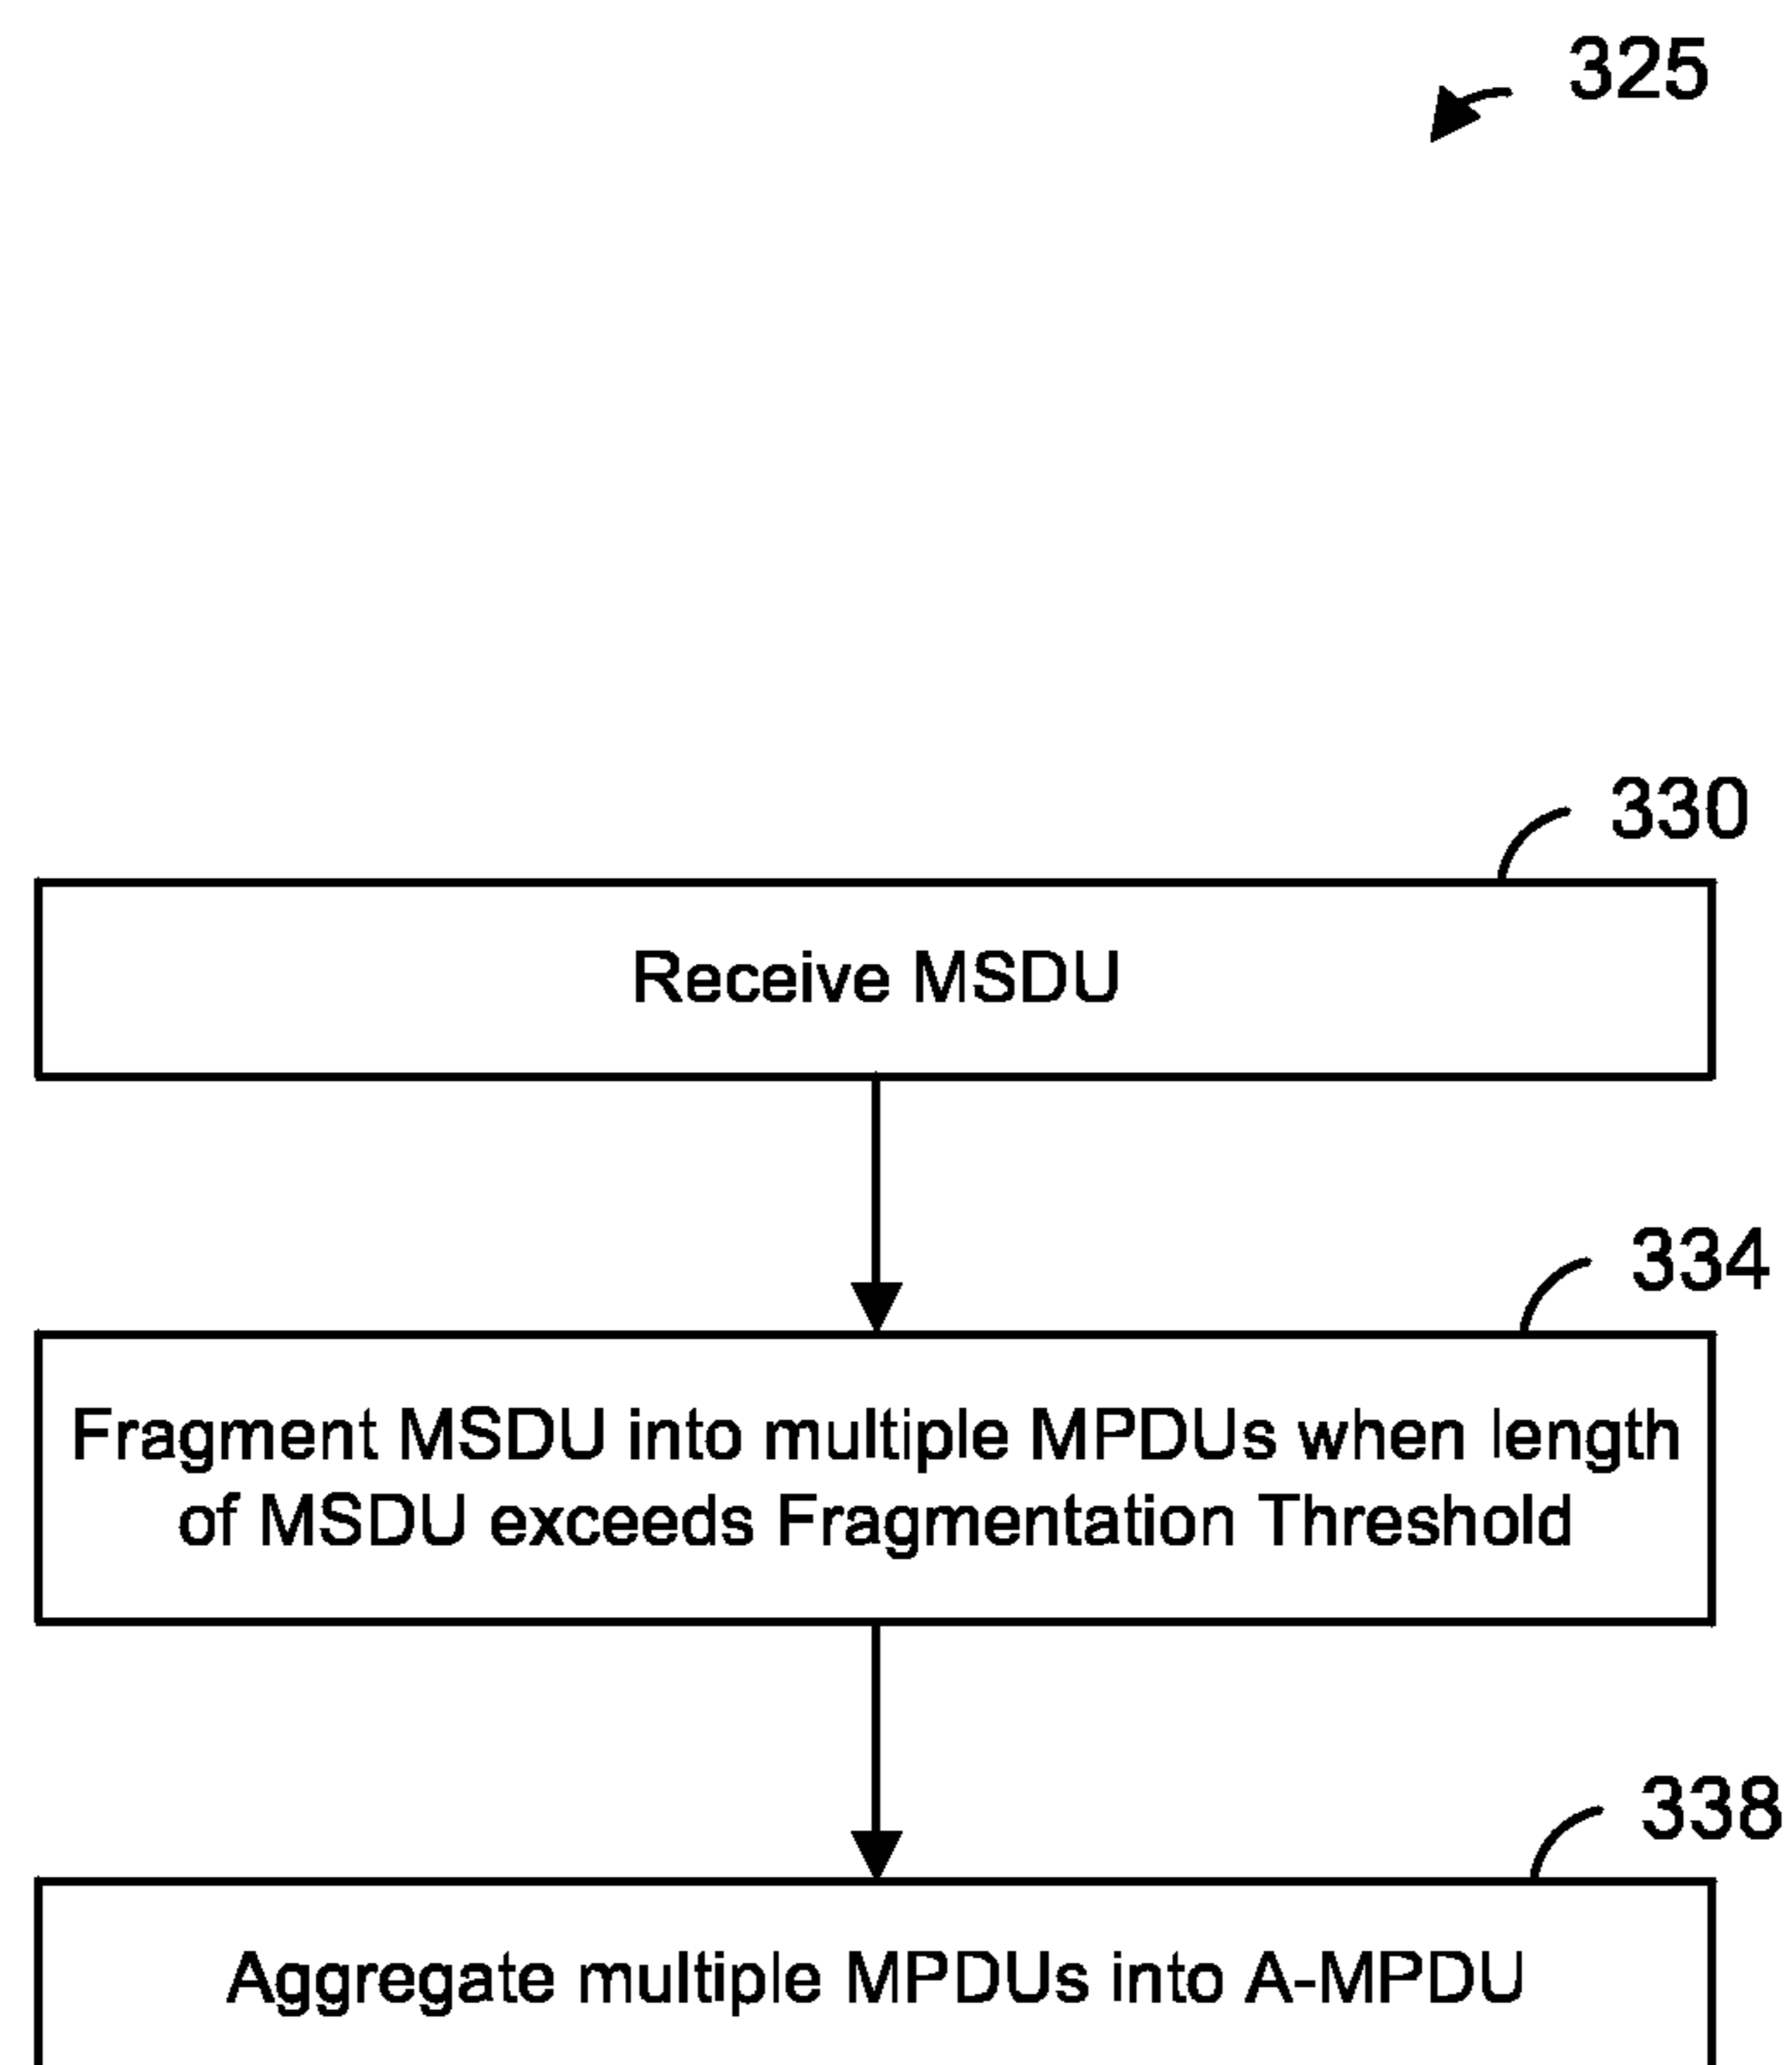 325
330
Receive MSDU
334
Fragment MSDU into multiple MPDUs when length
of MSDU exceeds Fragmentation Threshold
338
Aggregate multiple MPDUs into A-MPDU